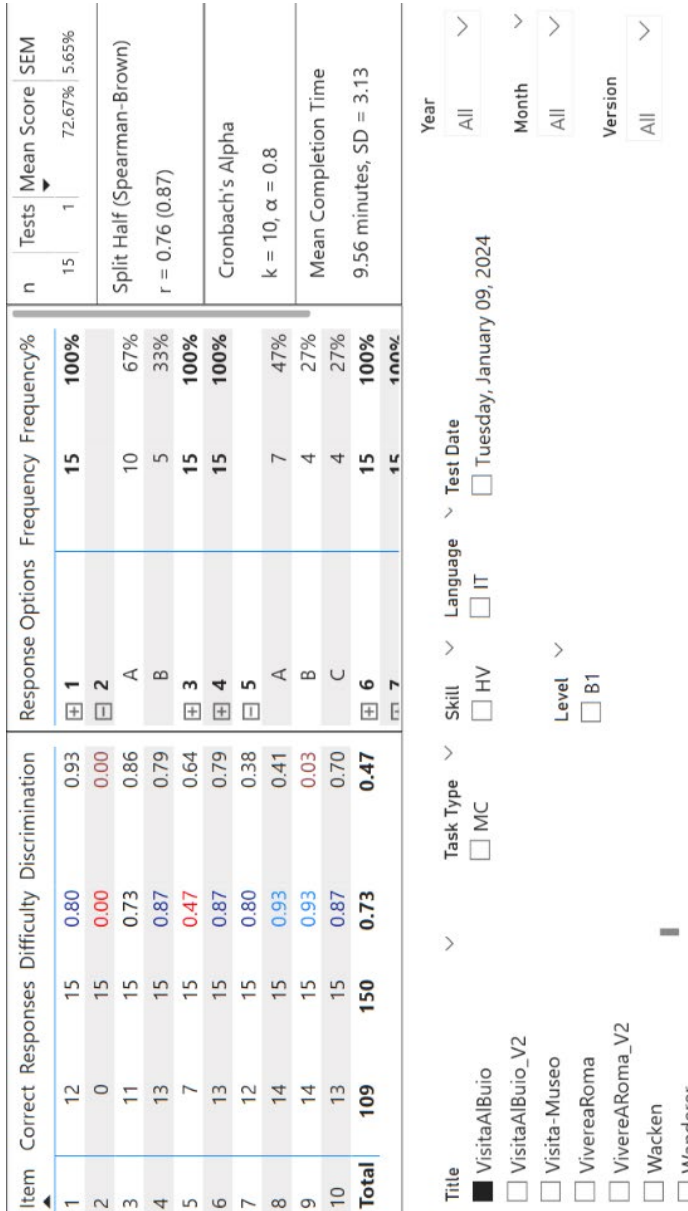 Item Correct Responses Difficulty Discrimination
1 12 15 0.80 0.93
2 0 15 0.00 0.00
3 11 15 0.73 0.86
4 13 15 0.87 0.79
5 7 15 0.47 0.64
6 13 15 0.87 0.79
7 12 15 0.80 0.38
8 14 15 0.93 0.41
9 14 15 0.93 0.03
10 13 15 0.87 0.70
Total 109 150 0.73 0.47
Response Options Frequency Frequency%
1 15 100%
2
A 10 67%
B 5 33%
3 15 100%
4 15 100%
5
A 7 47%
B 4 27%
C 4 27%
6 15 100%
7 15 100%
n Tests Mean Score SEM
15 1 72.67% 5.65%
Split Half (Spearman-Brown)
r = 0.76 (0.87)
Cronbach's Alpha
k = 10, α = 0.8
Mean Completion Time
9.56 minutes, SD = 3.13
Title
VisitaAlBuio
VisitaAlBuio_V2
Visita-Museo
VivereaRoma
VivereARoma_V2
Wacken
Wanderer
Task Type
MC
Skill
HV
Level
B1
Language
IT
Test Date
Tuesday, January 09, 2024
Year
All
Month
All
Version
All